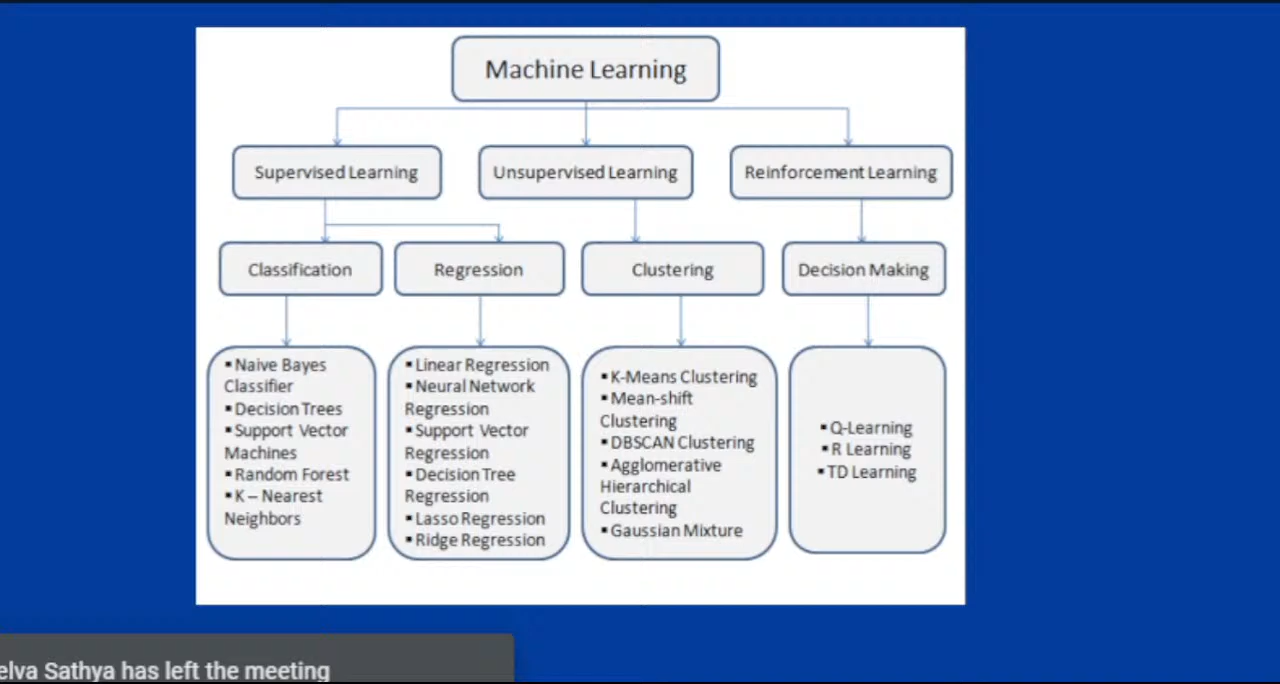 Machine Learning
Supervised Learning
Unsupervised Learning
Reinforcement Learning
Classification
Regression
Clustering
Decision Making
▪ Naive Bayes
Classifier
▪ Decision Trees
▪ Support Vector
Machines
▪ Random Forest
▪ K – Nearest
Neighbors
▪ Linear Regression
▪ Neural Network
Regression
▪ Support Vector
Regression
▪ Decision Tree
Regression
▪ Lasso Regression
▪ Ridge Regression
▪ K-Means Clustering
▪ Mean-shift
Clustering
▪ DBSCAN Clustering
▪ Agglomerative
Hierarchical
Clustering
▪ Gaussian Mixture
▪ Q-Learning
▪ R Learning
▪ TD Learning
elva Sathya has left the meeting